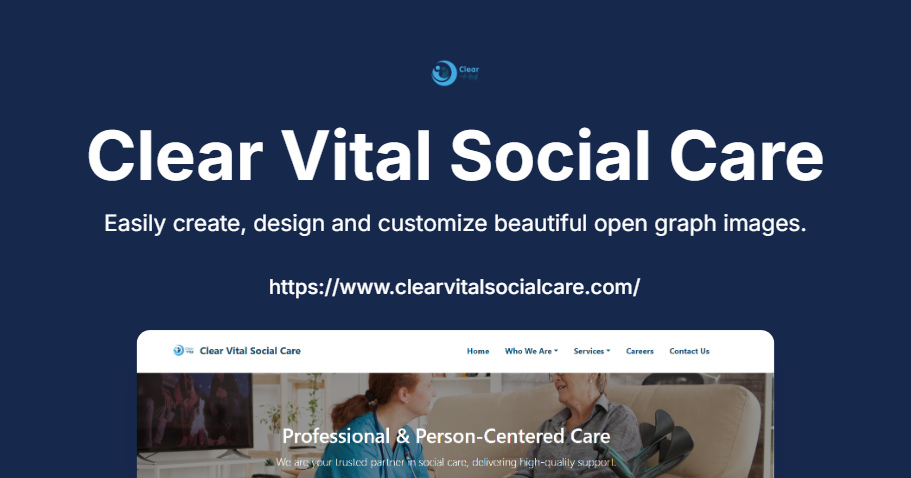 Clear
Clear Vital Social Care
Easily create, design and customize beautiful open graph images.
https://www.clearvitalsocialcare.com/
Clear Vital Social Care
Home Who We Are Services Careers Contact Us
Professional & Person-Centered Care
We are your trusted partner in social care, delivering high-quality support.